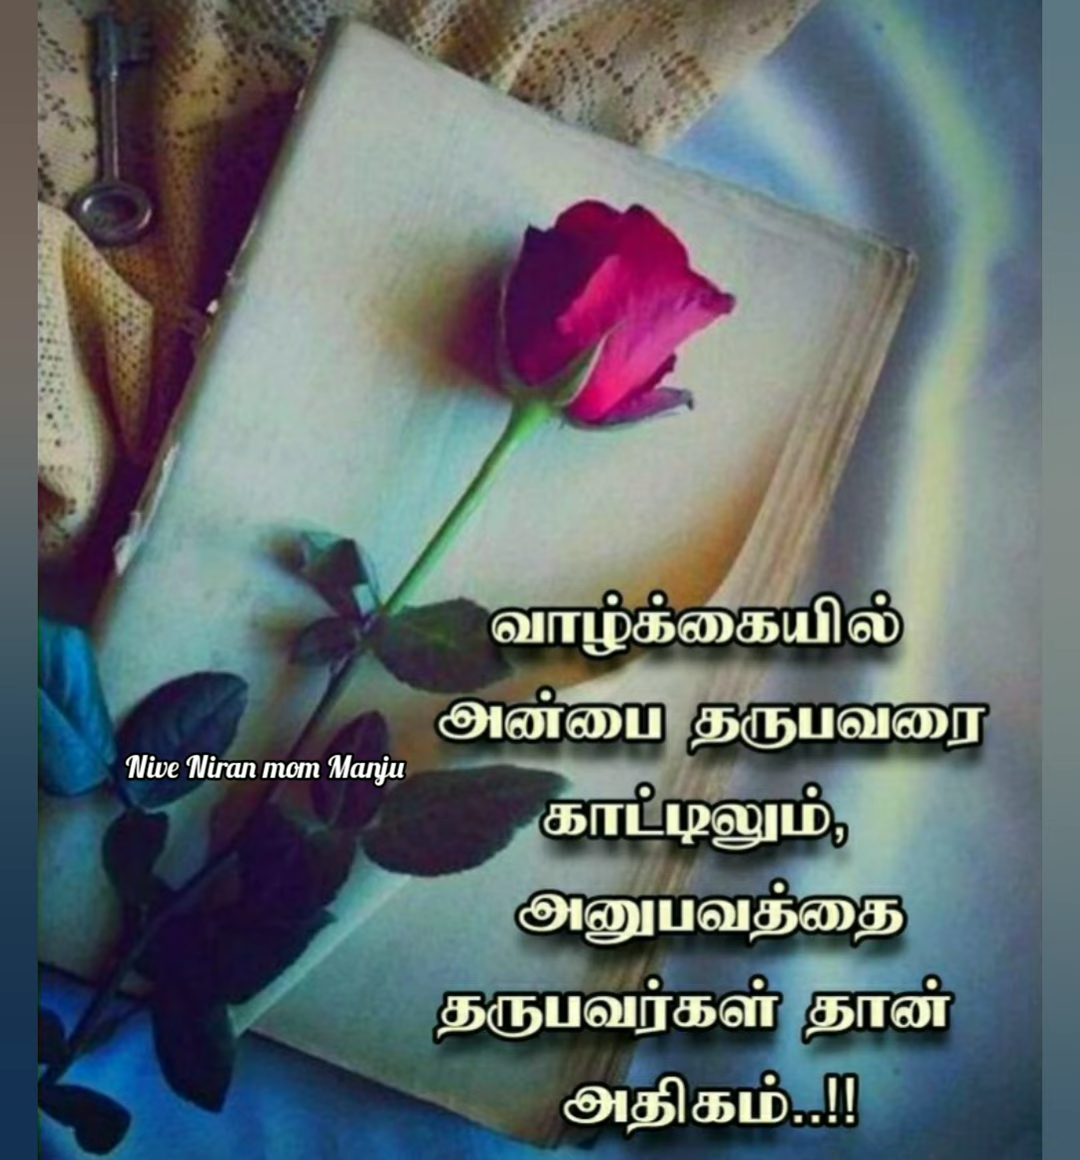 வாழ்க்கையில்
அன்பை தருபவரை
Nive Niran mom Manju
காட்டிலும்,
அனுபவத்தை
தருபவர்கள் தான்
அதிகம்..!!